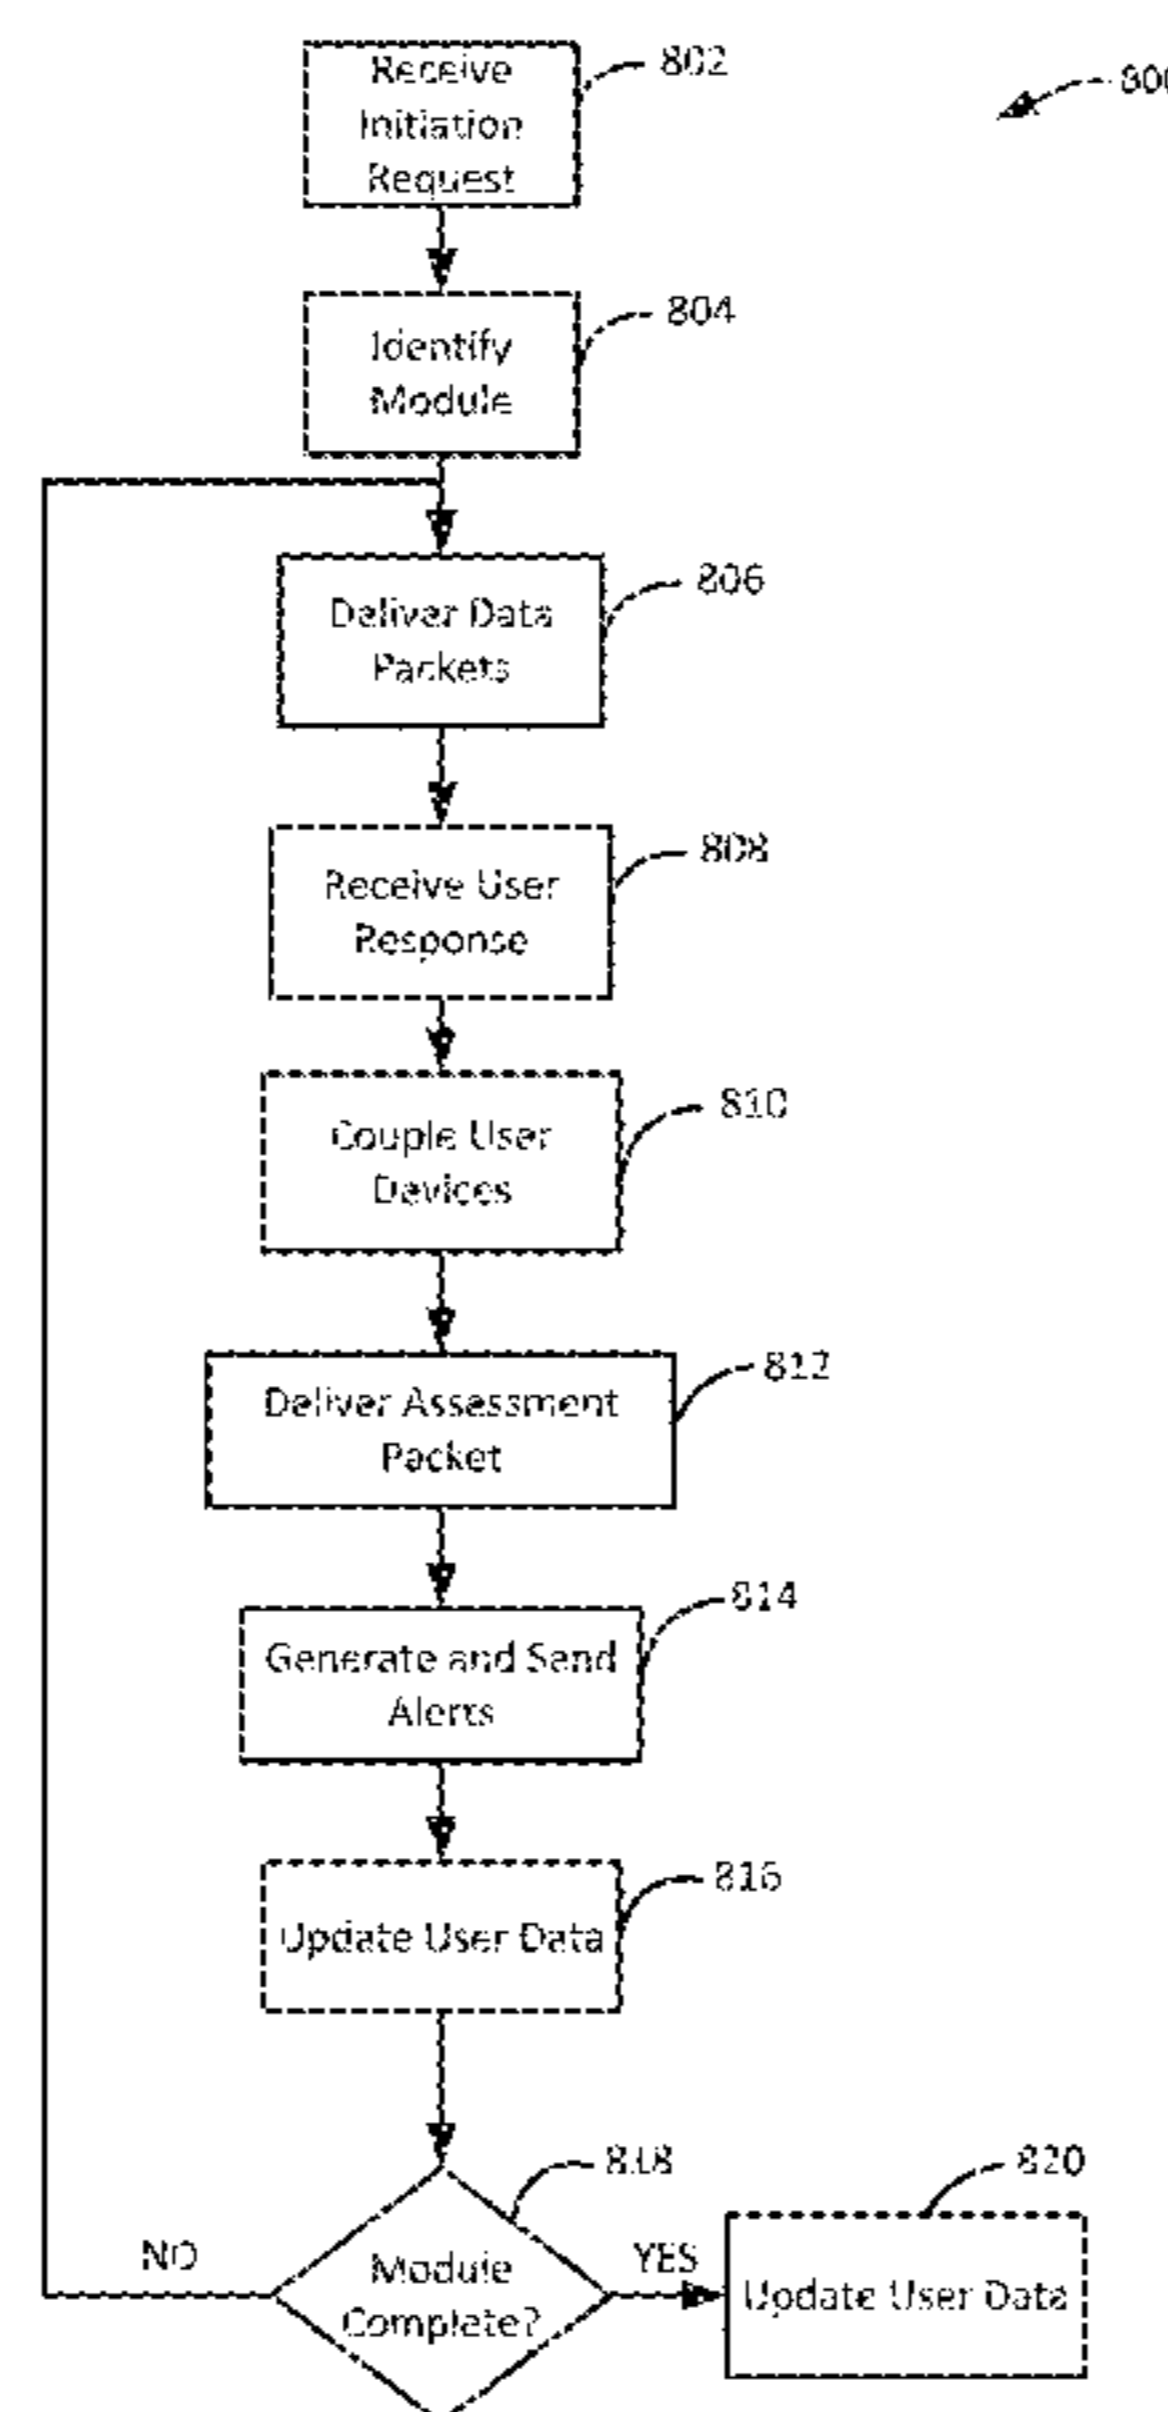 802
Receive
Initiation
Request
800
804
Identify
Module
806
Deliver Data
Packets
808
Receive User
Response
810
Couple User
Devices
812
Deliver Assessment
Packet
814
Generate and Send
Alerts
816
Update User Data
818
820
NO
Module
Complete?
YES
Update User Data